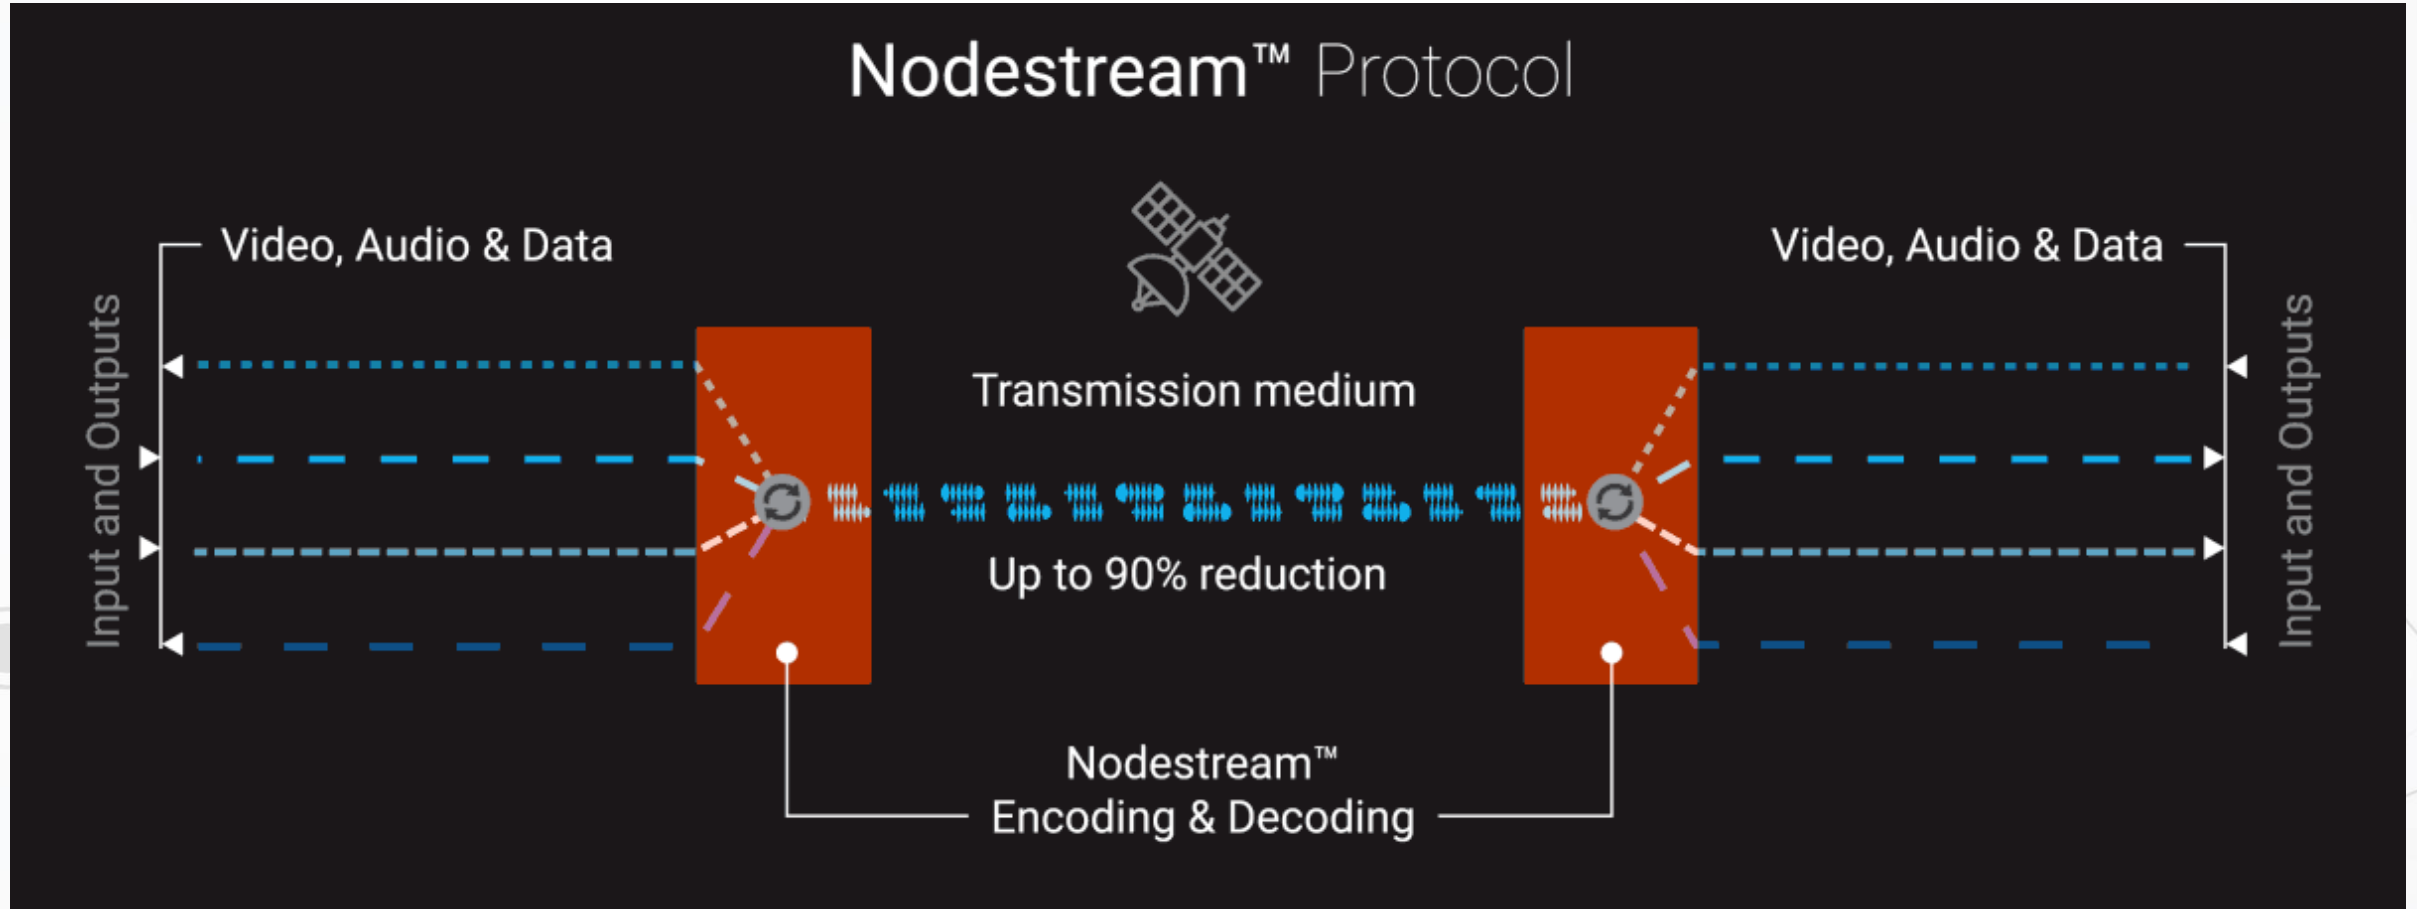 Nodestream™ Protocol
Video, Audio & Data
Video, Audio & Data
Input and Outputs
Transmission medium
Up to 90% reduction
Input and Outputs
Nodestream™
Encoding & Decoding